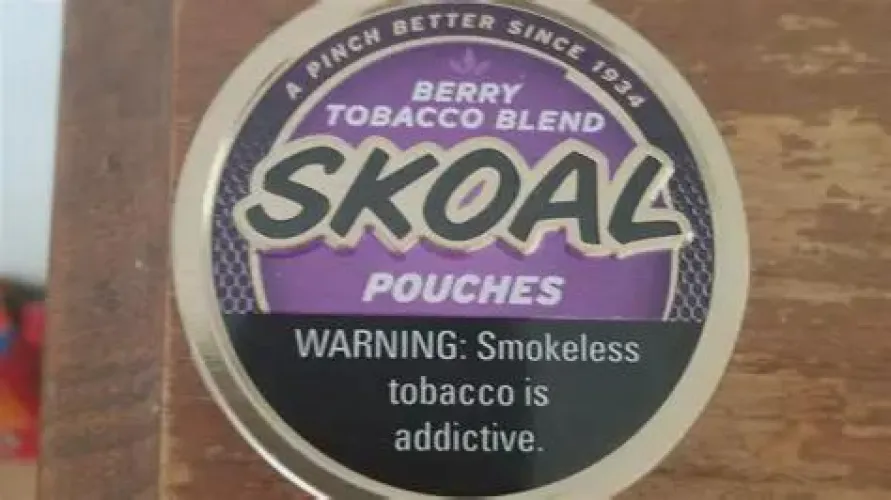 A PINCH BETTER SINCE 1934
BERRY
TOBACCO BLEND
SKOAL
POUCHES
WARNING: Smokeless
tobacco is
addictive.